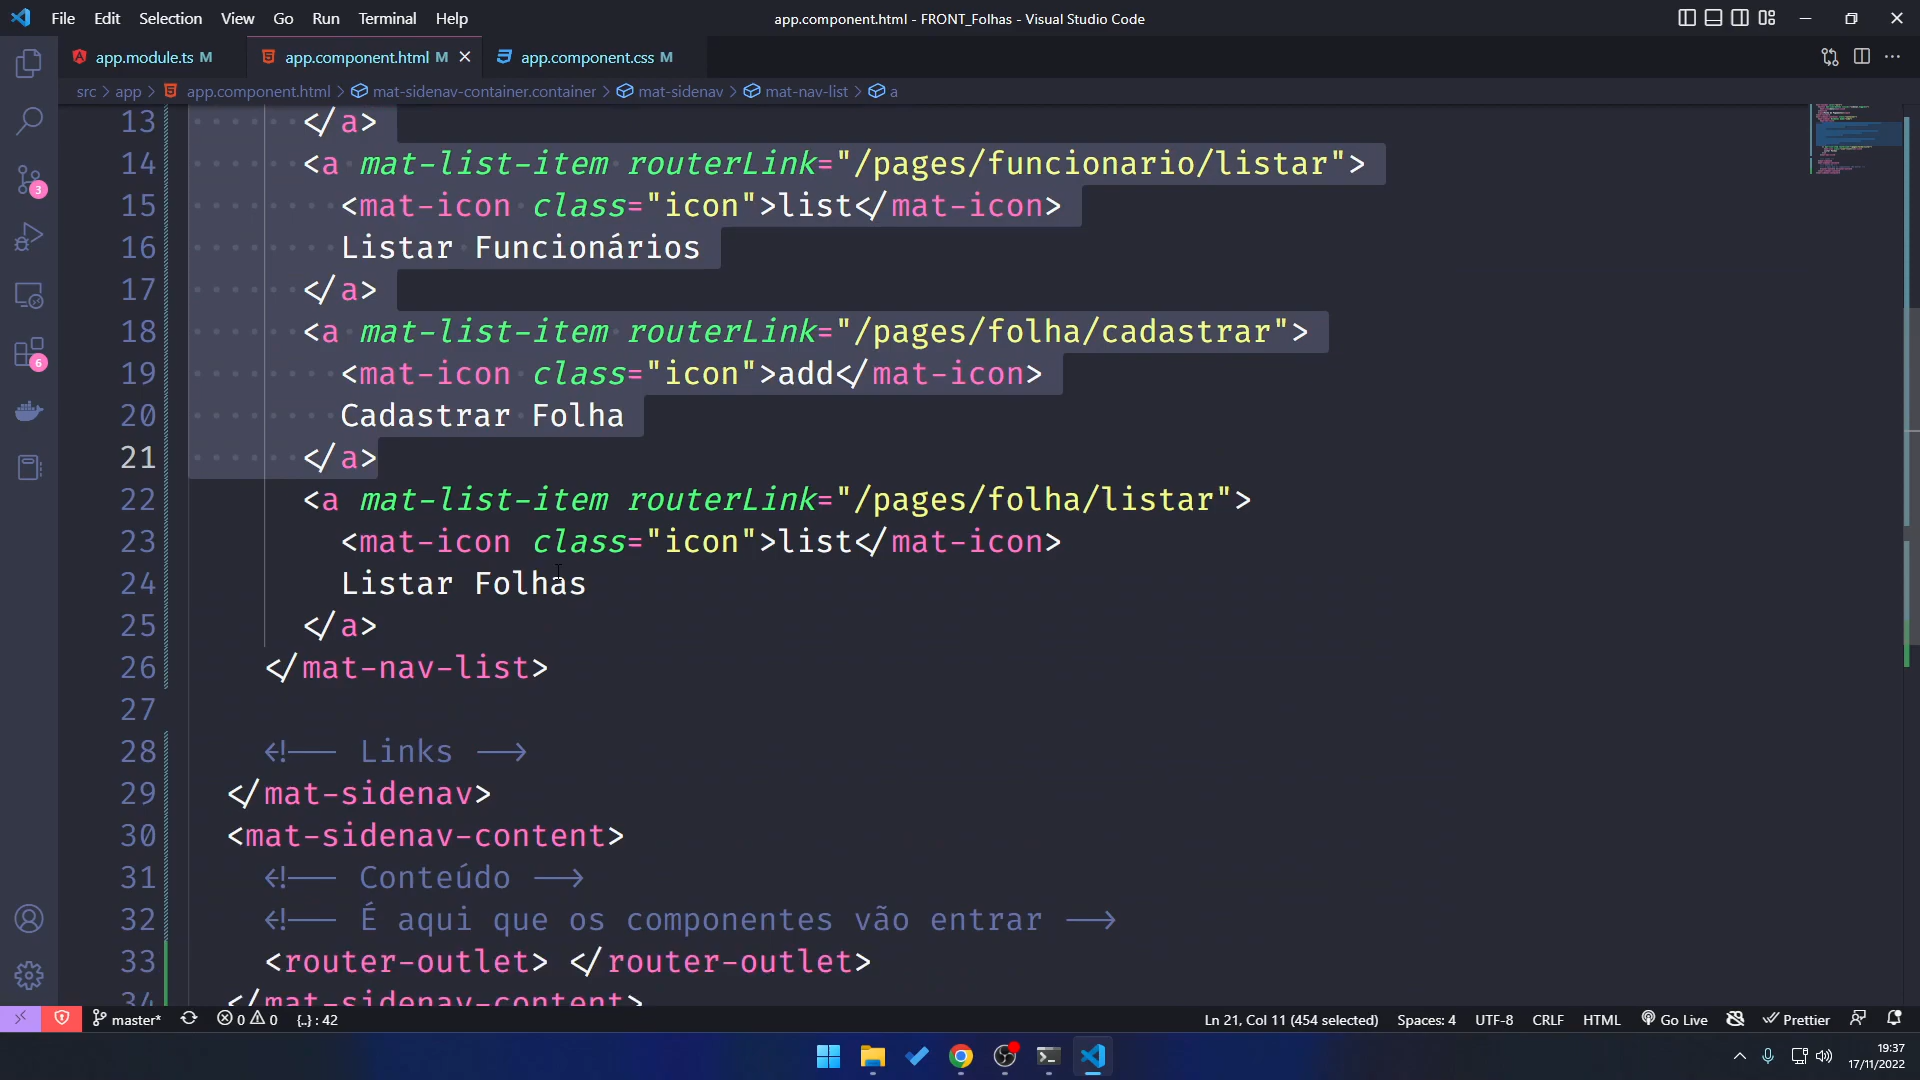 File Edit Selection View Go Run Terminal Help app.component.html - FRONT_Folhas - Visual Studio Code
app.module.ts M app.component.html M app.component.css M
src > app > app.component.html > mat-sidenav-container.container > mat-sidenav > mat-nav-list > a
13 </a>
14 <a mat-list-item routerLink="/pages/funcionario/listar">
15 <mat-icon class="icon">list</mat-icon>
16 Listar Funcionários
17 </a>
18 <a mat-list-item routerLink="/pages/folha/cadastrar">
19 <mat-icon class="icon">add</mat-icon>
20 Cadastrar Folha
21 </a>
22 <a mat-list-item routerLink="/pages/folha/listar">
23 <mat-icon class="icon">list</mat-icon>
24 Listar Folhas
25 </a>
26 </mat-nav-list>
27
28 <!-- Links -->
29 </mat-sidenav>
30 <mat-sidenav-content>
31 <!-- Conteúdo -->
32 <!-- É aqui que os componentes vão entrar -->
33 <router-outlet> </router-outlet>
34 </mat-sidenav-content>
3
6
master* 0 0 {..} : 42 Ln 21, Col 11 (454 selected) Spaces: 4 UTF-8 CRLF HTML Go Live Prettier
19:37
17/11/2022